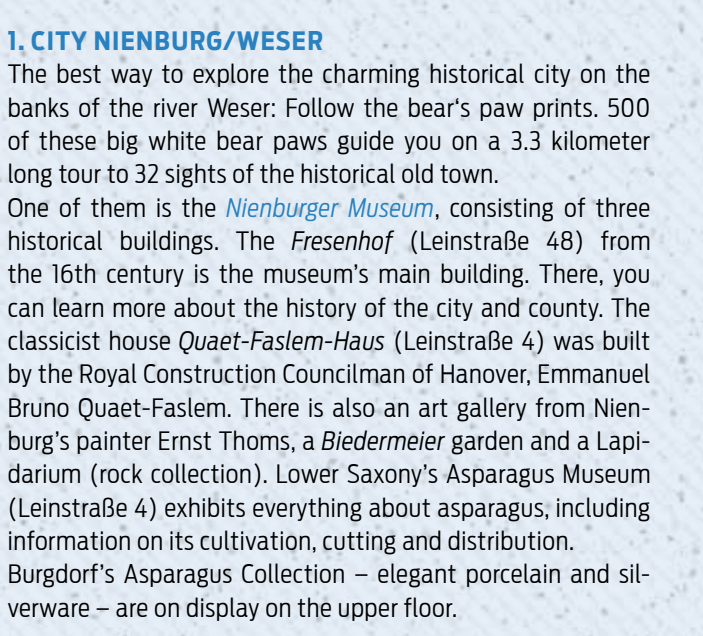 1. CITY NIENBURG/WESER
The best way to explore the charming historical city on the
banks of the river Weser: Follow the bear‘s paw prints. 500
of these big white bear paws guide you on a 3.3 kilometer
long tour to 32 sights of the historical old town.
One of them is the Nienburger Museum, consisting of three
historical buildings. The Fresenhof (Leinstraße 48) from
the 16th century is the museum’s main building. There, you
can learn more about the history of the city and county. The
classicist house Quaet-Faslem-Haus (Leinstraße 4) was built
by the Royal Construction Councilman of Hanover, Emmanuel
Bruno Quaet-Faslem. There is also an art gallery from Nien-
burg’s painter Ernst Thoms, a Biedermeier garden and a Lapi-
darium (rock collection). Lower Saxony’s Asparagus Museum
(Leinstraße 4) exhibits everything about asparagus, including
information on its cultivation, cutting and distribution.
Burgdorf’s Asparagus Collection – elegant porcelain and sil-
verware – are on display on the upper floor.